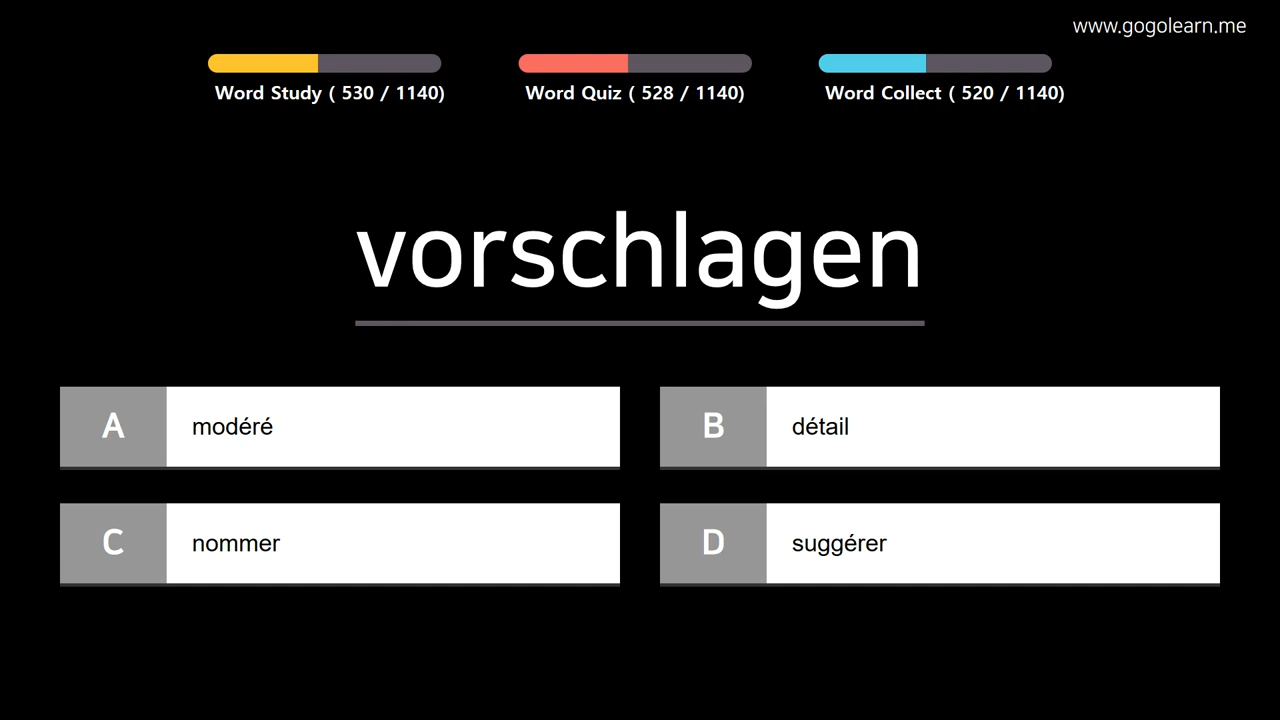 www.gogolearn.me
Word Study ( 530 / 1140)
Word Quiz ( 528 / 1140)
Word Collect ( 520 / 1140)
vorschlagen
A modéré
B détail
C nommer
D suggérer